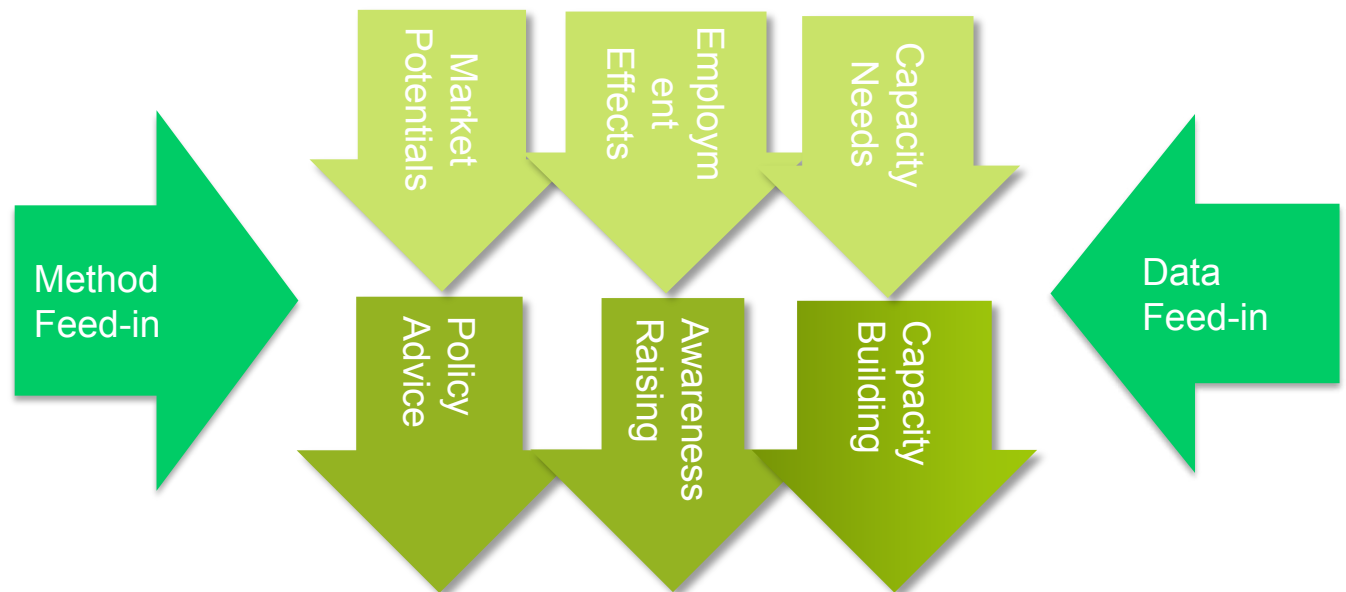 Market
Potentials
Employm
ent
Effects
Capacity
Needs
Method
Feed-in
Data
Feed-in
Policy
Advice
Awareness
Raising
Capacity
Building